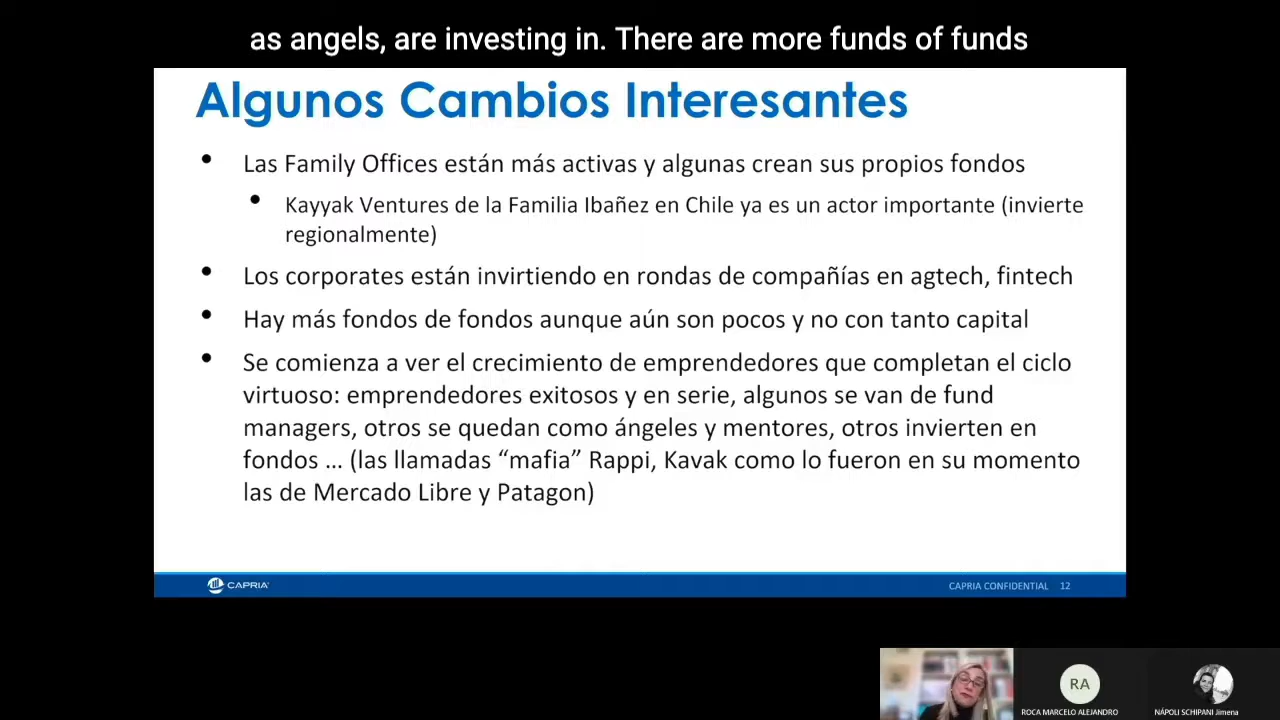 as angels, are investing in. There are more funds of funds
Algunos Cambios Interesantes
• Las Family Offices están más activas y algunas crean sus propios fondos
• Kayyak Ventures de la Familia Ibañez en Chile ya es un actor importante (invierte
regionalmente)
• Los corporates están invirtiendo en rondas de compañías en agtech, fintech
• Hay más fondos de fondos aunque aún son pocos y no con tanto capital
• Se comienza a ver el crecimiento de emprendedores que completan el ciclo
virtuoso: emprendedores exitosos y en serie, algunos se van de fund
managers, otros se quedan como ángeles y mentores, otros invierten en
fondos … (las llamadas “mafia” Rappi, Kavak como lo fueron en su momento
las de Mercado Libre y Patagon)
CAPRIA
CAPRIA CONFIDENTIAL 12
RA
ROCA MARCELO ALEJANDRO
NÁPOLI SCHIPANI Jimena